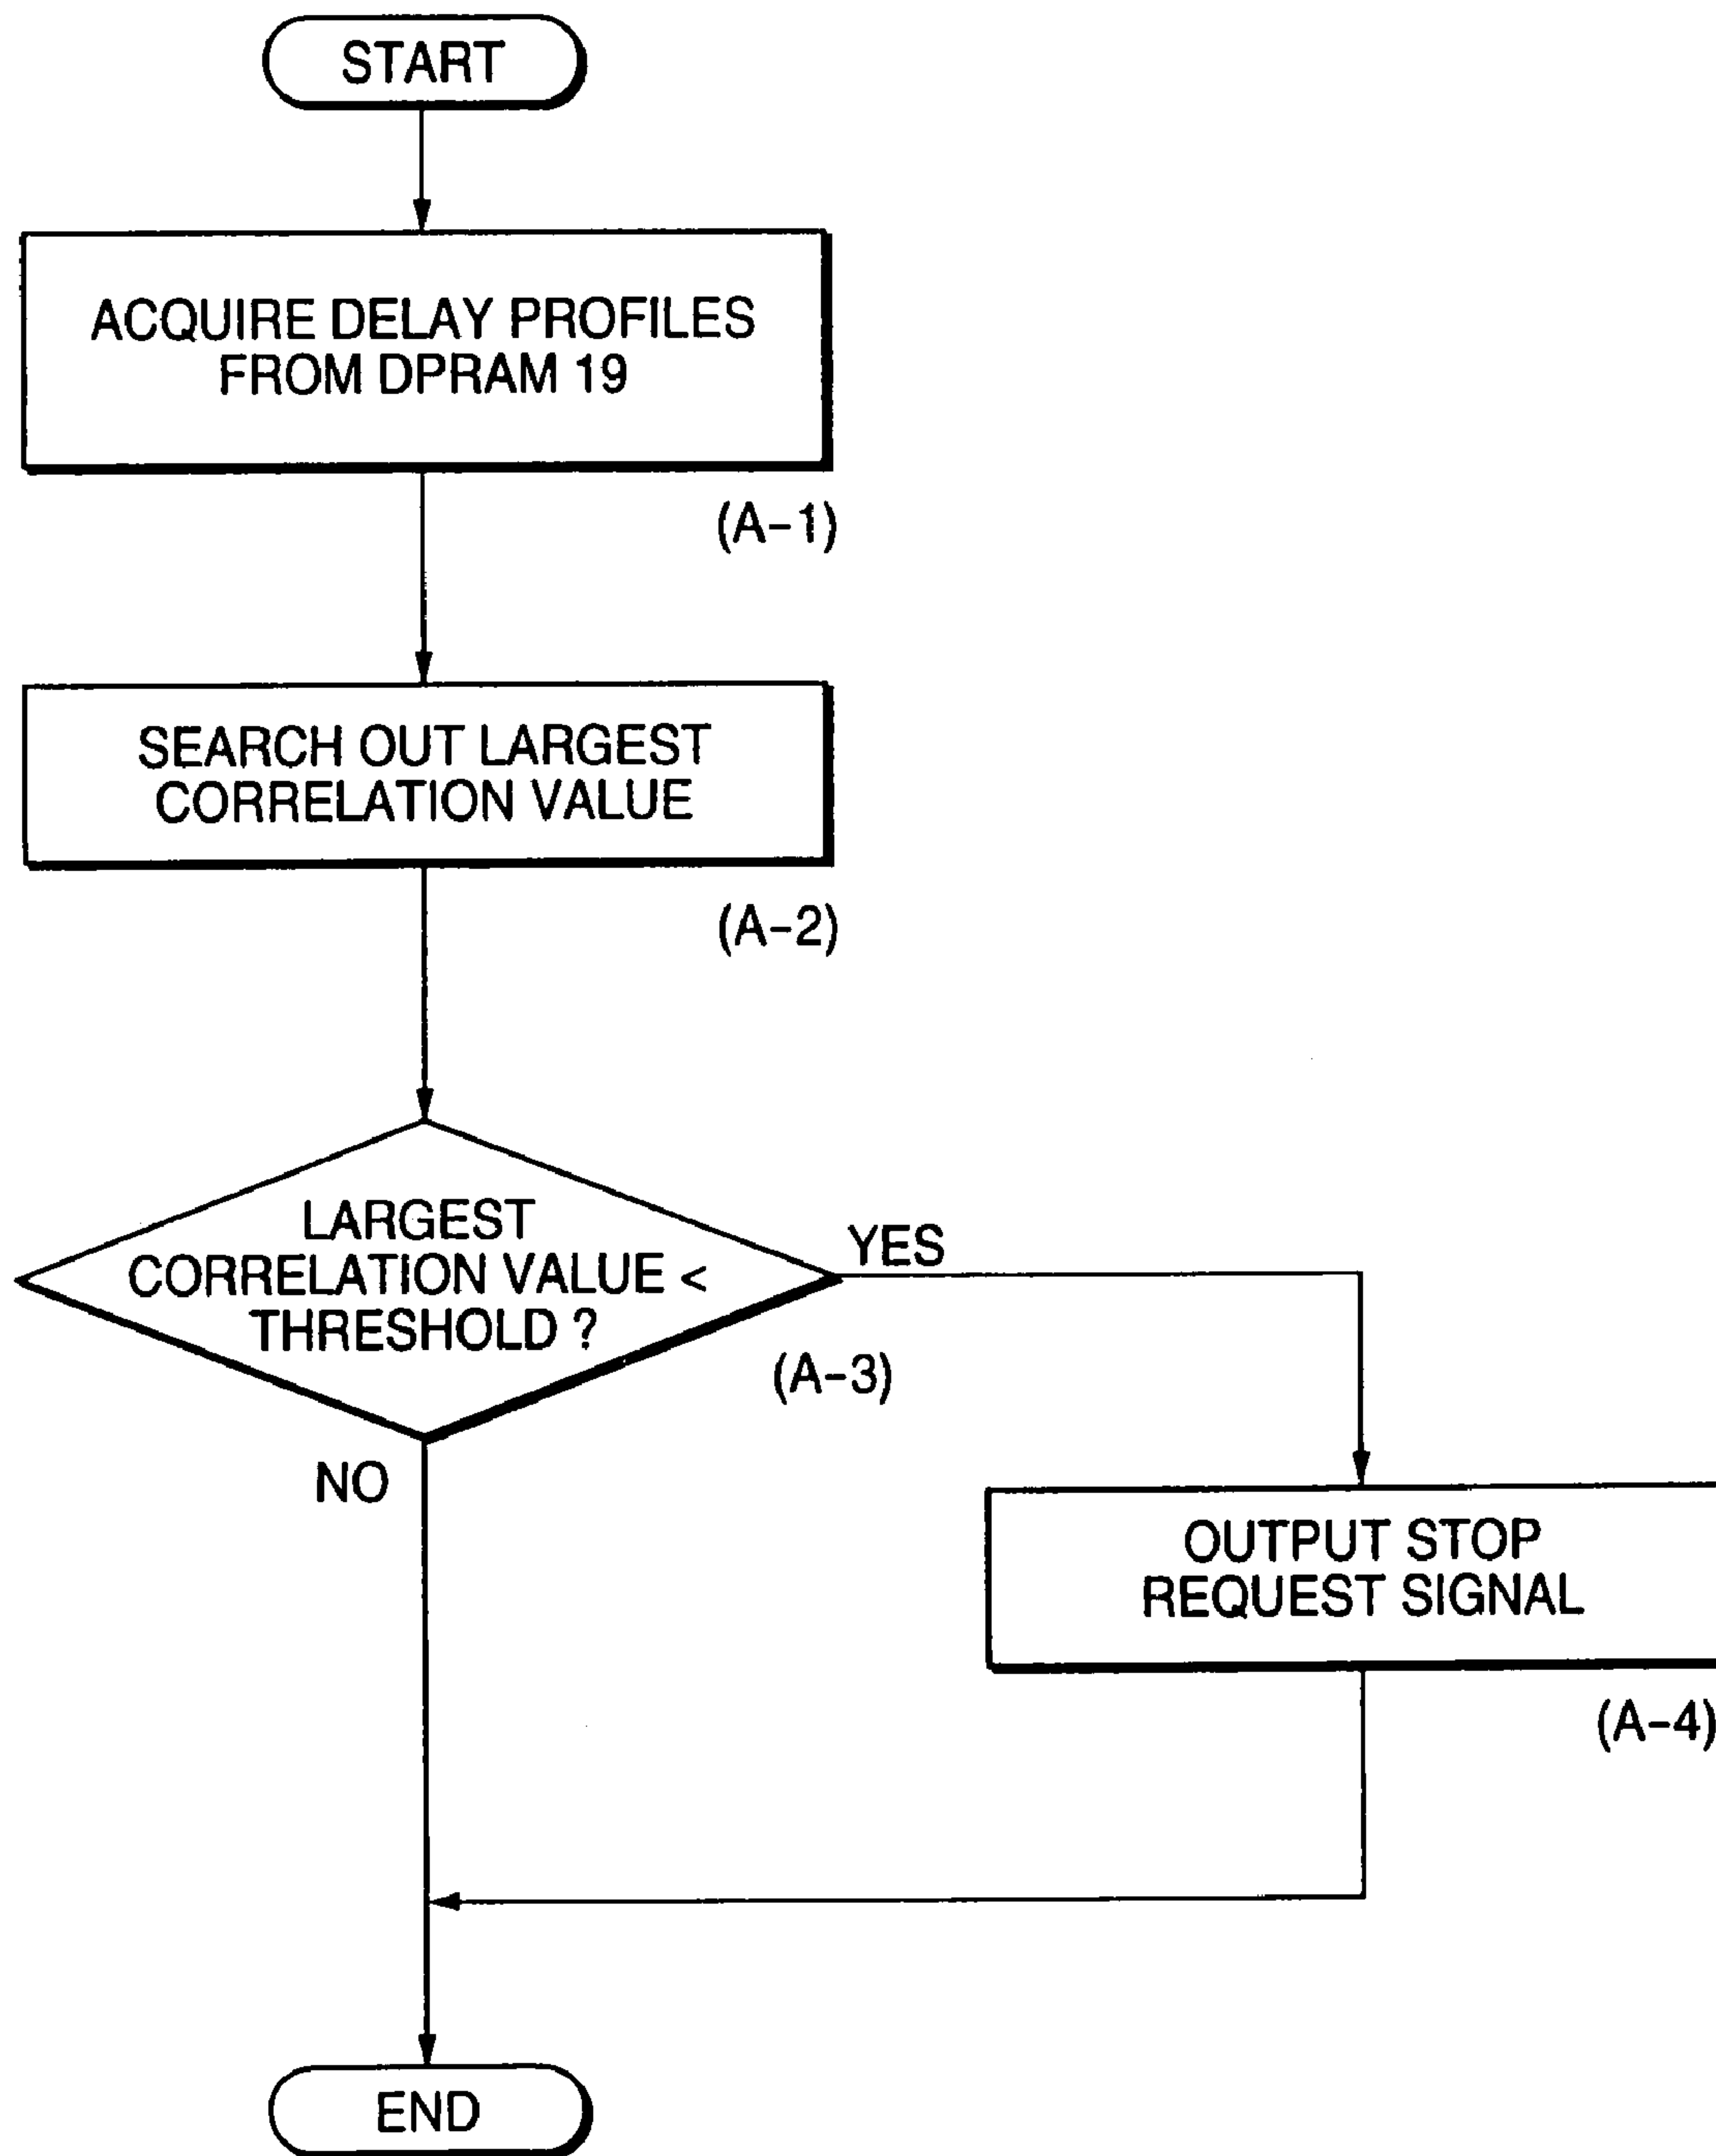 START
ACQUIRE DELAY PROFILES
FROM DPRAM 19
(A-1)
SEARCH OUT LARGEST
CORRELATION VALUE
(A-2)
LARGEST
CORRELATION VALUE <
THRESHOLD ?
(A-3)
YES
NO
OUTPUT STOP
REQUEST SIGNAL
(A-4)
END